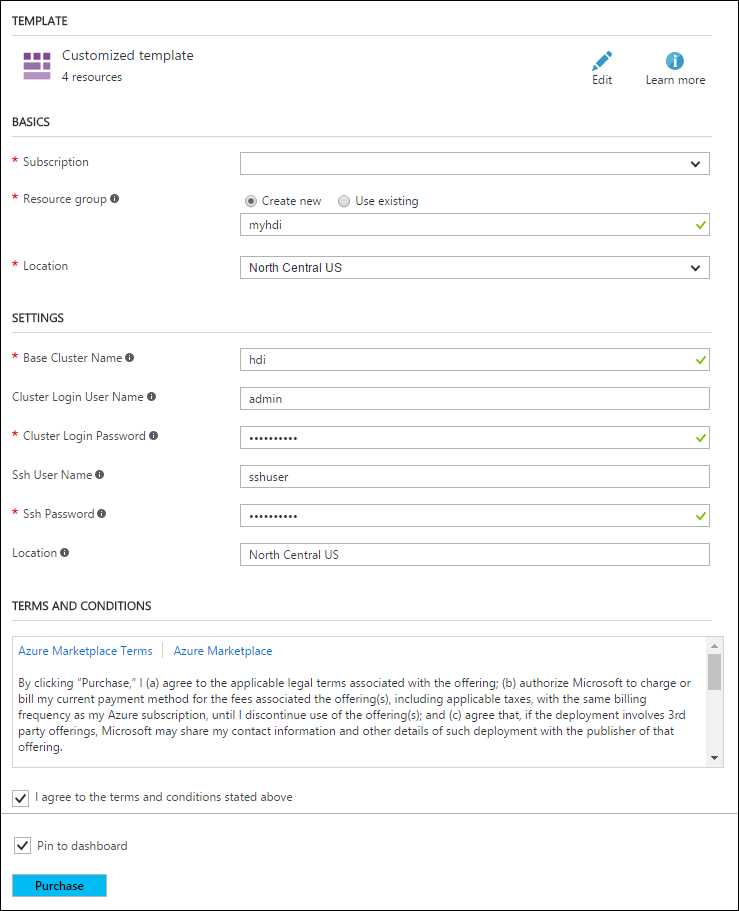 TEMPLATE
Customized template
4 resources
Edit
Learn more
BASICS
* Subscription
* Resource group
Create new
Use existing
myhdi
* Location
North Central US
SETTINGS
* Base Cluster Name
hdi
Cluster Login User Name
admin
* Cluster Login Password
••••••••••
Ssh User Name
sshuser
* Ssh Password
••••••••••
Location
North Central US
TERMS AND CONDITIONS
Azure Marketplace Terms
Azure Marketplace
By clicking “Purchase,” I (a) agree to the applicable legal terms associated with the offering; (b) authorize Microsoft to charge or
bill my current payment method for the fees associated the offering(s), including applicable taxes, with the same billing
frequency as my Azure subscription, until I discontinue use of the offering(s); and (c) agree that, if the deployment involves 3rd
party offerings, Microsoft may share my contact information and other details of such deployment with the publisher of that
offering.
I agree to the terms and conditions stated above
Pin to dashboard
Purchase